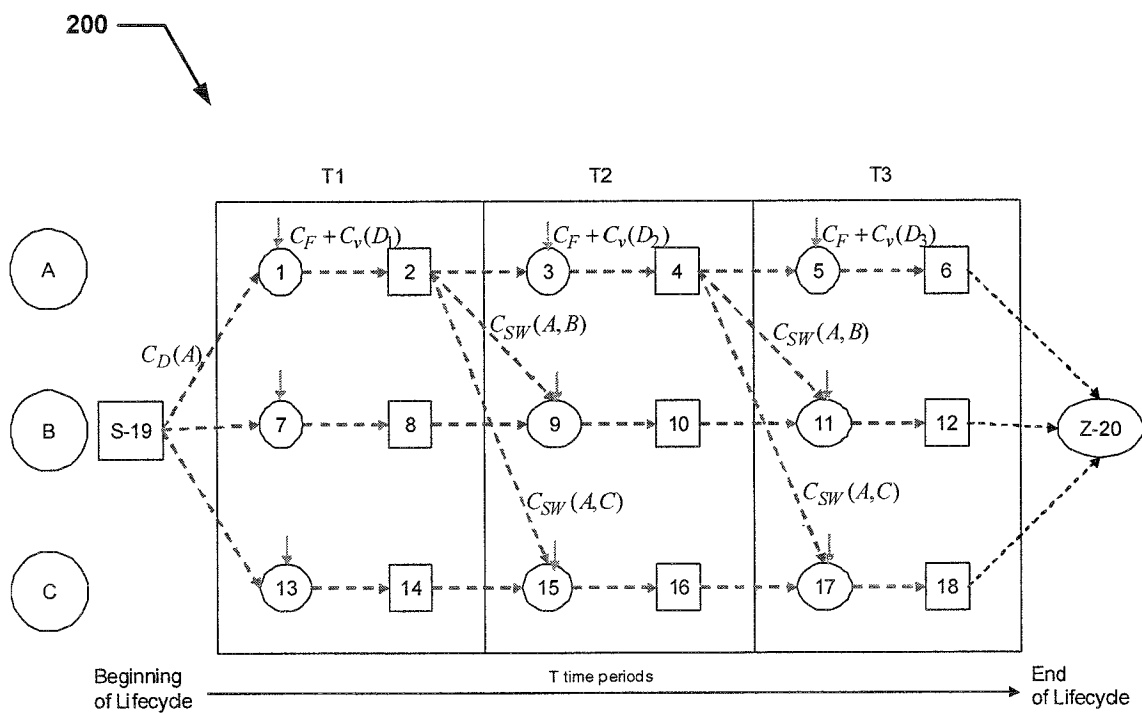 200
T1 T2 T3
A
C_F + C_v(D_1) C_F + C_v(D_2) C_F + C_v(D_3)
1 2 3 4 5 6
C_SW(A,B) C_SW(A,B)
C_D(A)
B
S-19 7 8 9 10 11 12 Z-20
C_SW(A,C) C_SW(A,C)
C
13 14 15 16 17 18
Beginning
of Lifecycle
T time periods
End
of Lifecycle